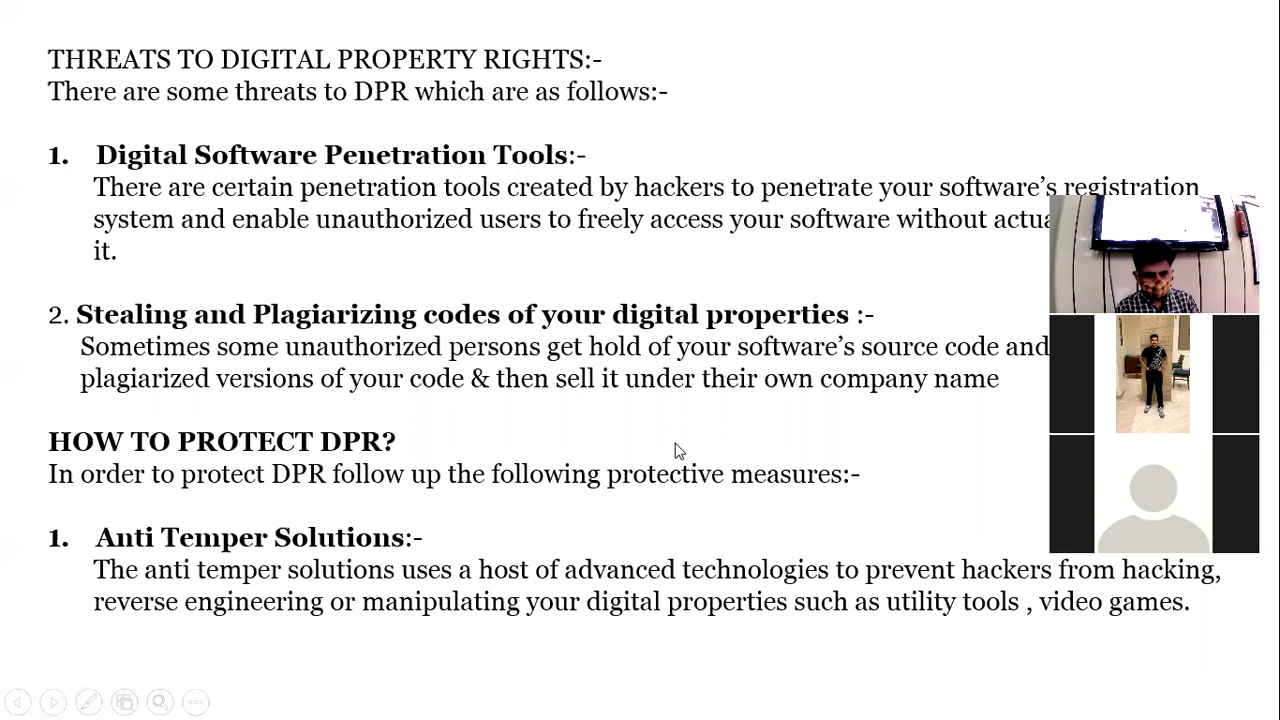 THREATS TO DIGITAL PROPERTY RIGHTS:-
There are some threats to DPR which are as follows:-
1. Digital Software Penetration Tools:-
There are certain penetration tools created by hackers to penetrate your software’s registration
system and enable unauthorized users to freely access your software without
it.
2. Stealing and Plagiarizing codes of your digital properties :-
Sometimes some unauthorized persons get hold of your software’s source code and
plagiarized versions of your code & then sell it under their own company name
HOW TO PROTECT DPR?
In order to protect DPR follow up the following protective measures:-
1. Anti Temper Solutions:-
The anti temper solutions uses a host of advanced technologies to prevent hackers from hacking,
reverse engineering or manipulating your digital properties such as utility tools , video games.